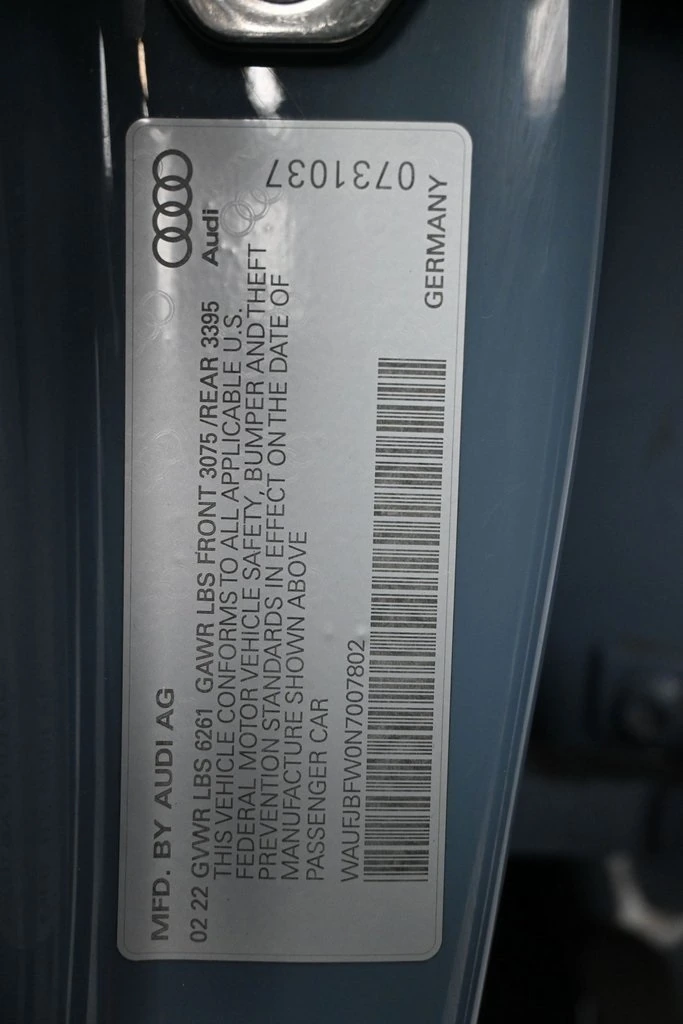 MFD. BY AUDI AG
Audi
02 22 GVWR LBS 6261 GAWR LBS FRONT 3075 /REAR 3395
THIS VEHICLE CONFORMS TO ALL APPLICABLE U.S.
FEDERAL MOTOR VEHICLE SAFETY, BUMPER AND THEFT
PREVENTION STANDARDS IN EFFECT ON THE DATE OF
MANUFACTURE SHOWN ABOVE
PASSENGER CAR
WAUFJBFW0N7007802
GERMANY
0731037